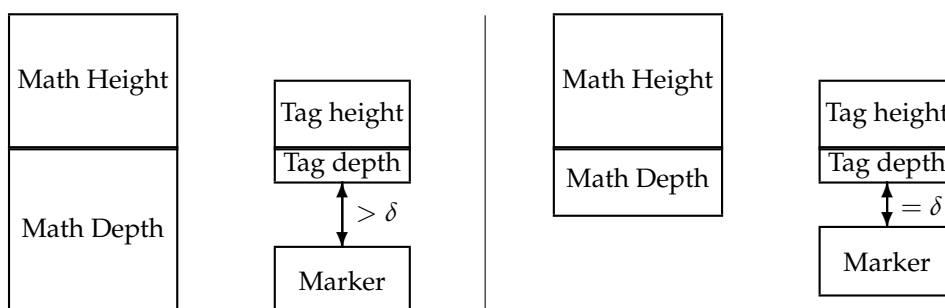 Math Height
Tag height
Tag depth
> δ
Math Depth
Marker
Math Height
Tag height
Tag depth
Math Depth
= δ
Marker